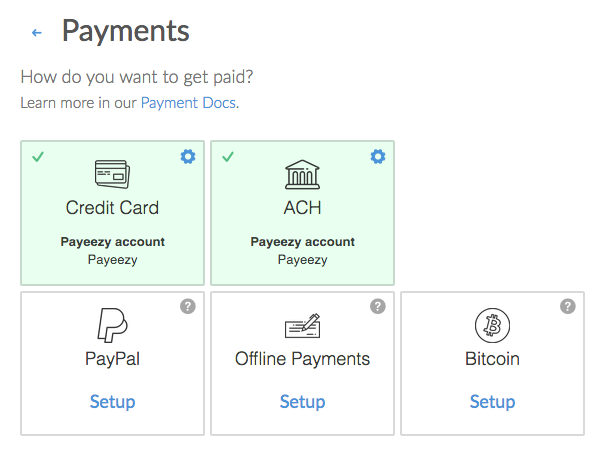 Payments
How do you want to get paid?
Learn more in our Payment Docs.
Credit Card
Payeezy account
Payeezy
ACH
Payeezy account
Payeezy
?
PayPal
Setup
?
Offline Payments
Setup
?
Bitcoin
Setup